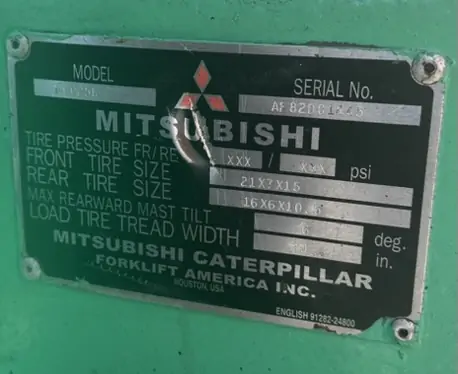 MODEL
SERIAL No.
MITSUBISHI
TIRE PRESSURE FR/RE XXX / XXX psi
FRONT TIRE SIZE 21X7X15
REAR TIRE SIZE
MAX REARWARD MAST TILT deg.
LOAD TIRE TREAD WIDTH in.
MITSUBISHI CATERPILLAR
FORKLIFT AMERICA INC.
HOUSTON, USA
ENGLISH 91282-24800